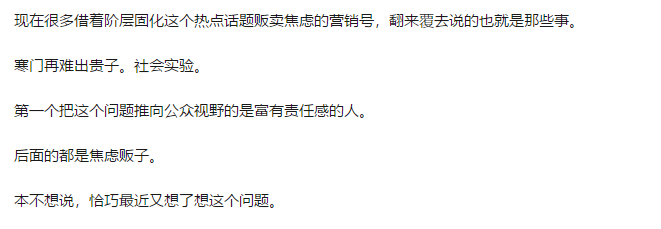 现在很多借着阶层固化这个热点话题贩卖焦虑的营销号，翻来覆去说的也就是那些事。
寒门再难出贵子。社会实验。
第一个把这个问题推向公众视野的是富有责任感的人。
后面的都是焦虑贩子。
本不想说，恰巧最近又想了想这个问题。